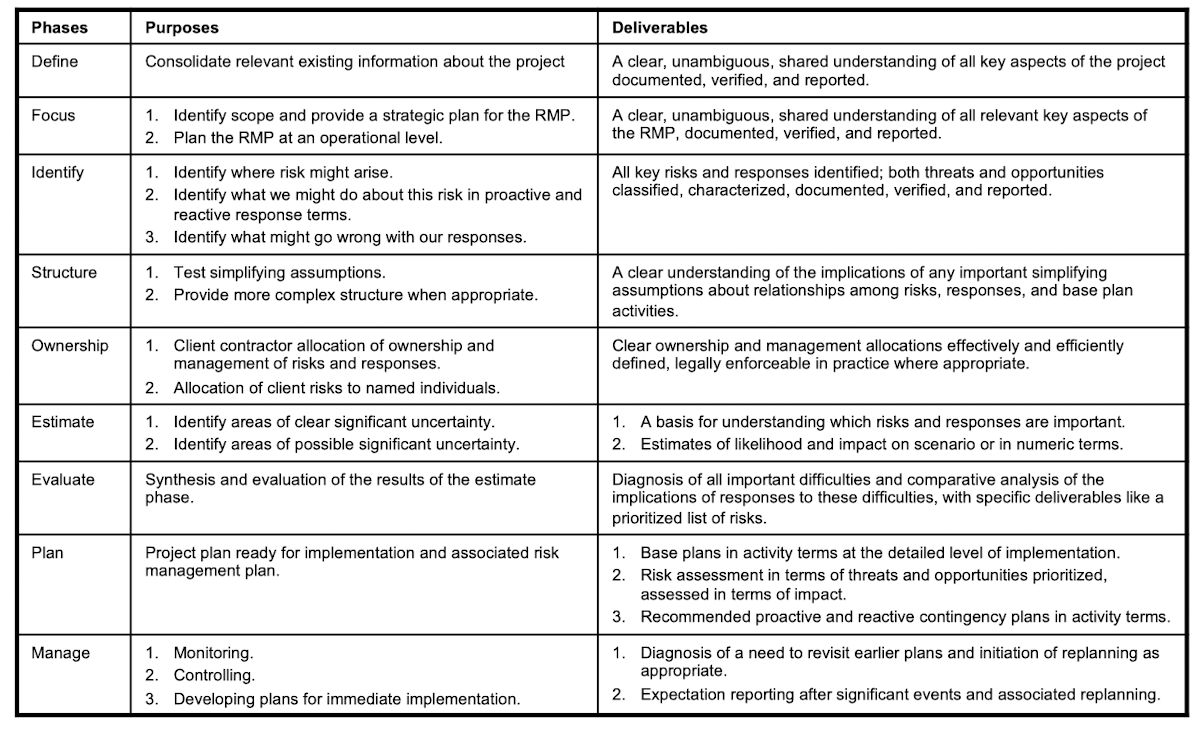 Phases Purposes Deliverables
Define Consolidate relevant existing information about the project A clear, unambiguous, shared understanding of all key aspects of the project
documented, verified, and reported.
Focus 1. Identify scope and provide a strategic plan for the RMP. A clear, unambiguous, shared understanding of all relevant key aspects of
2. Plan the RMP at an operational level. the RMP, documented, verified, and reported.
Identify 1. Identify where risk might arise. All key risks and responses identified; both threats and opportunities
2. Identify what we might do about this risk in proactive and classified, characterized, documented, verified, and reported.
reactive response terms.
3. Identify what might go wrong with our responses.
Structure 1. Test simplifying assumptions. A clear understanding of the implications of any important simplifying
2. Provide more complex structure when appropriate. assumptions about relationships among risks, responses, and base plan
activities.
Ownership 1. Client contractor allocation of ownership and Clear ownership and management allocations effectively and efficiently
management of risks and responses. defined, legally enforceable in practice where appropriate.
2. Allocation of client risks to named individuals.
Estimate 1. Identify areas of clear significant uncertainty. 1. A basis for understanding which risks and responses are important.
2. Identify areas of possible significant uncertainty. 2. Estimates of likelihood and impact on scenario or in numeric terms.
Evaluate Synthesis and evaluation of the results of the estimate Diagnosis of all important difficulties and comparative analysis of the
phase. implications of responses to these difficulties, with specific deliverables like a
prioritized list of risks.
Plan Project plan ready for implementation and associated risk 1. Base plans in activity terms at the detailed level of implementation.
management plan. 2. Risk assessment in terms of threats and opportunities prioritized,
assessed in terms of impact.
3. Recommended proactive and reactive contingency plans in activity terms.
Manage 1. Monitoring. 1. Diagnosis of a need to revisit earlier plans and initiation of replanning as
2. Controlling. appropriate.
3. Developing plans for immediate implementation. 2. Expectation reporting after significant events and associated replanning.